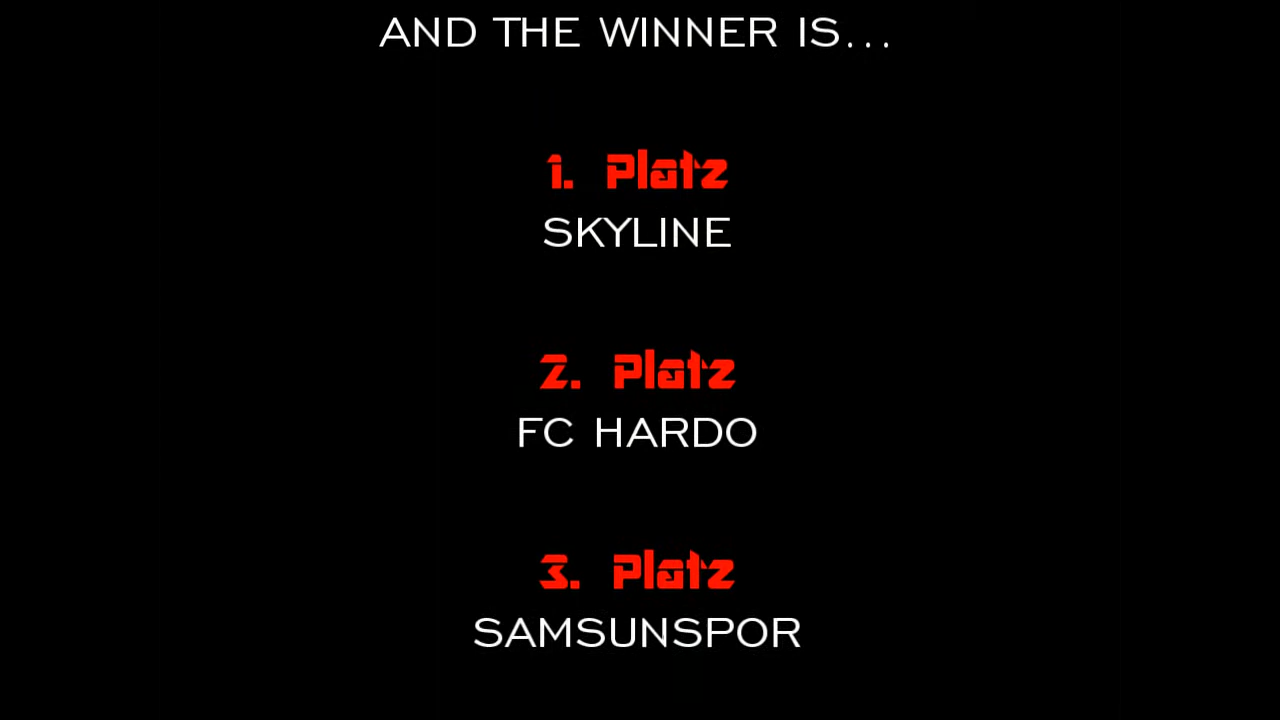 AND THE WINNER IS...
1. Platz
SKYLINE
2. Platz
FC HARDO
3. Platz
SAMSUNSPOR